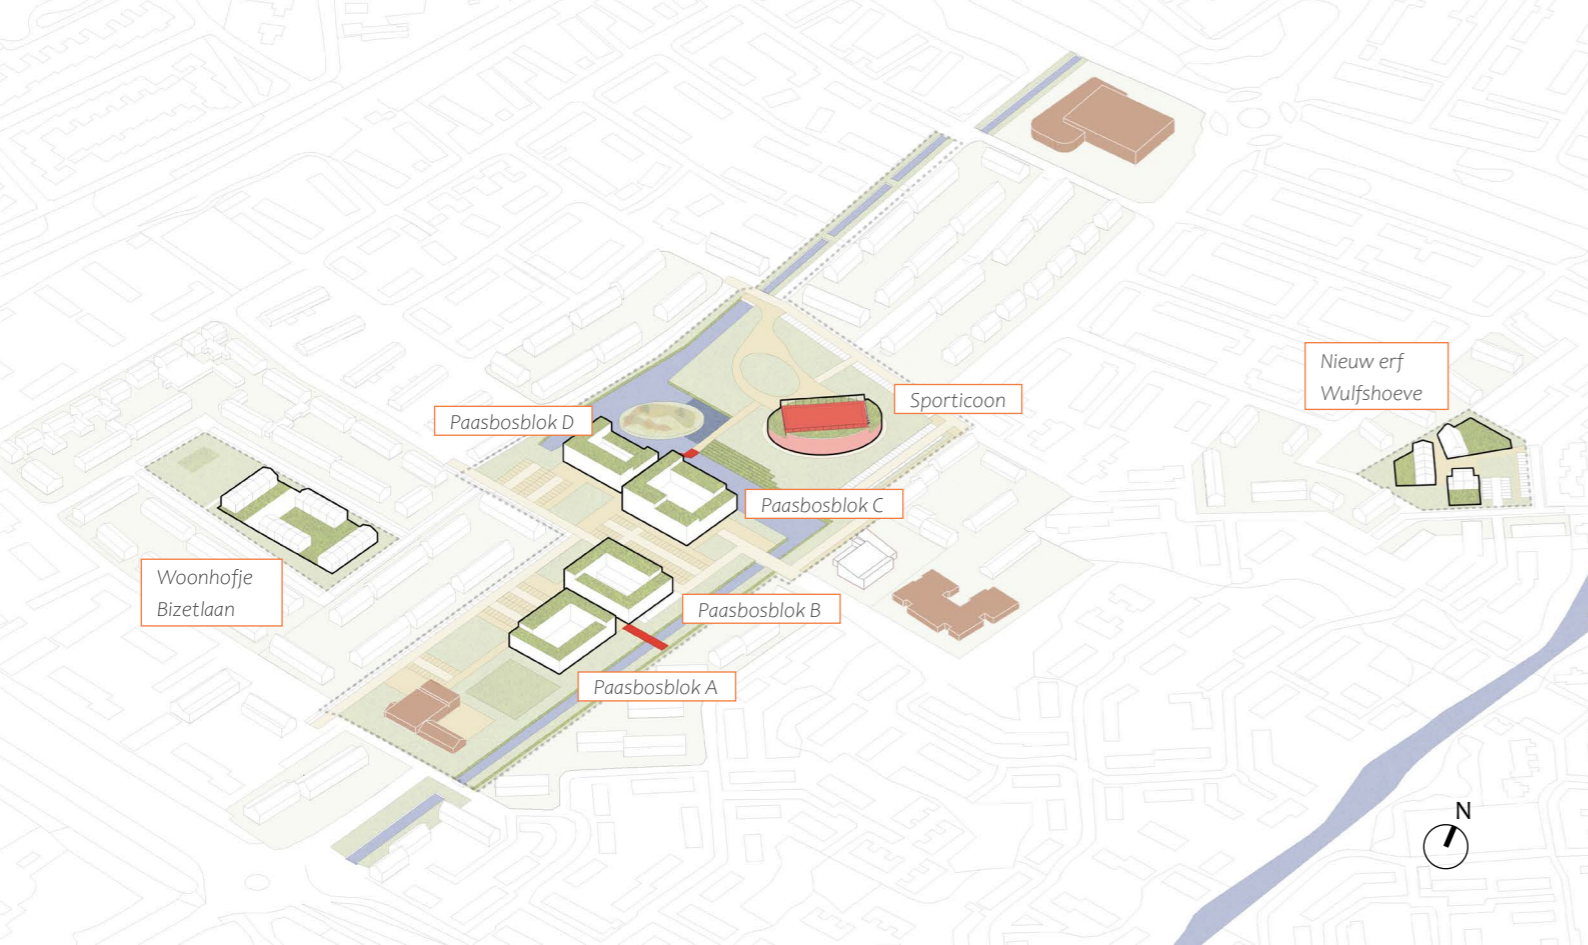 Nieuw erf
Wulfshoeve
Sporticoon
Paasbosblok D
Paasbosblok C
Woonhofje
Bizetlaan
Paasbosblok B
Paasbosblok A
N